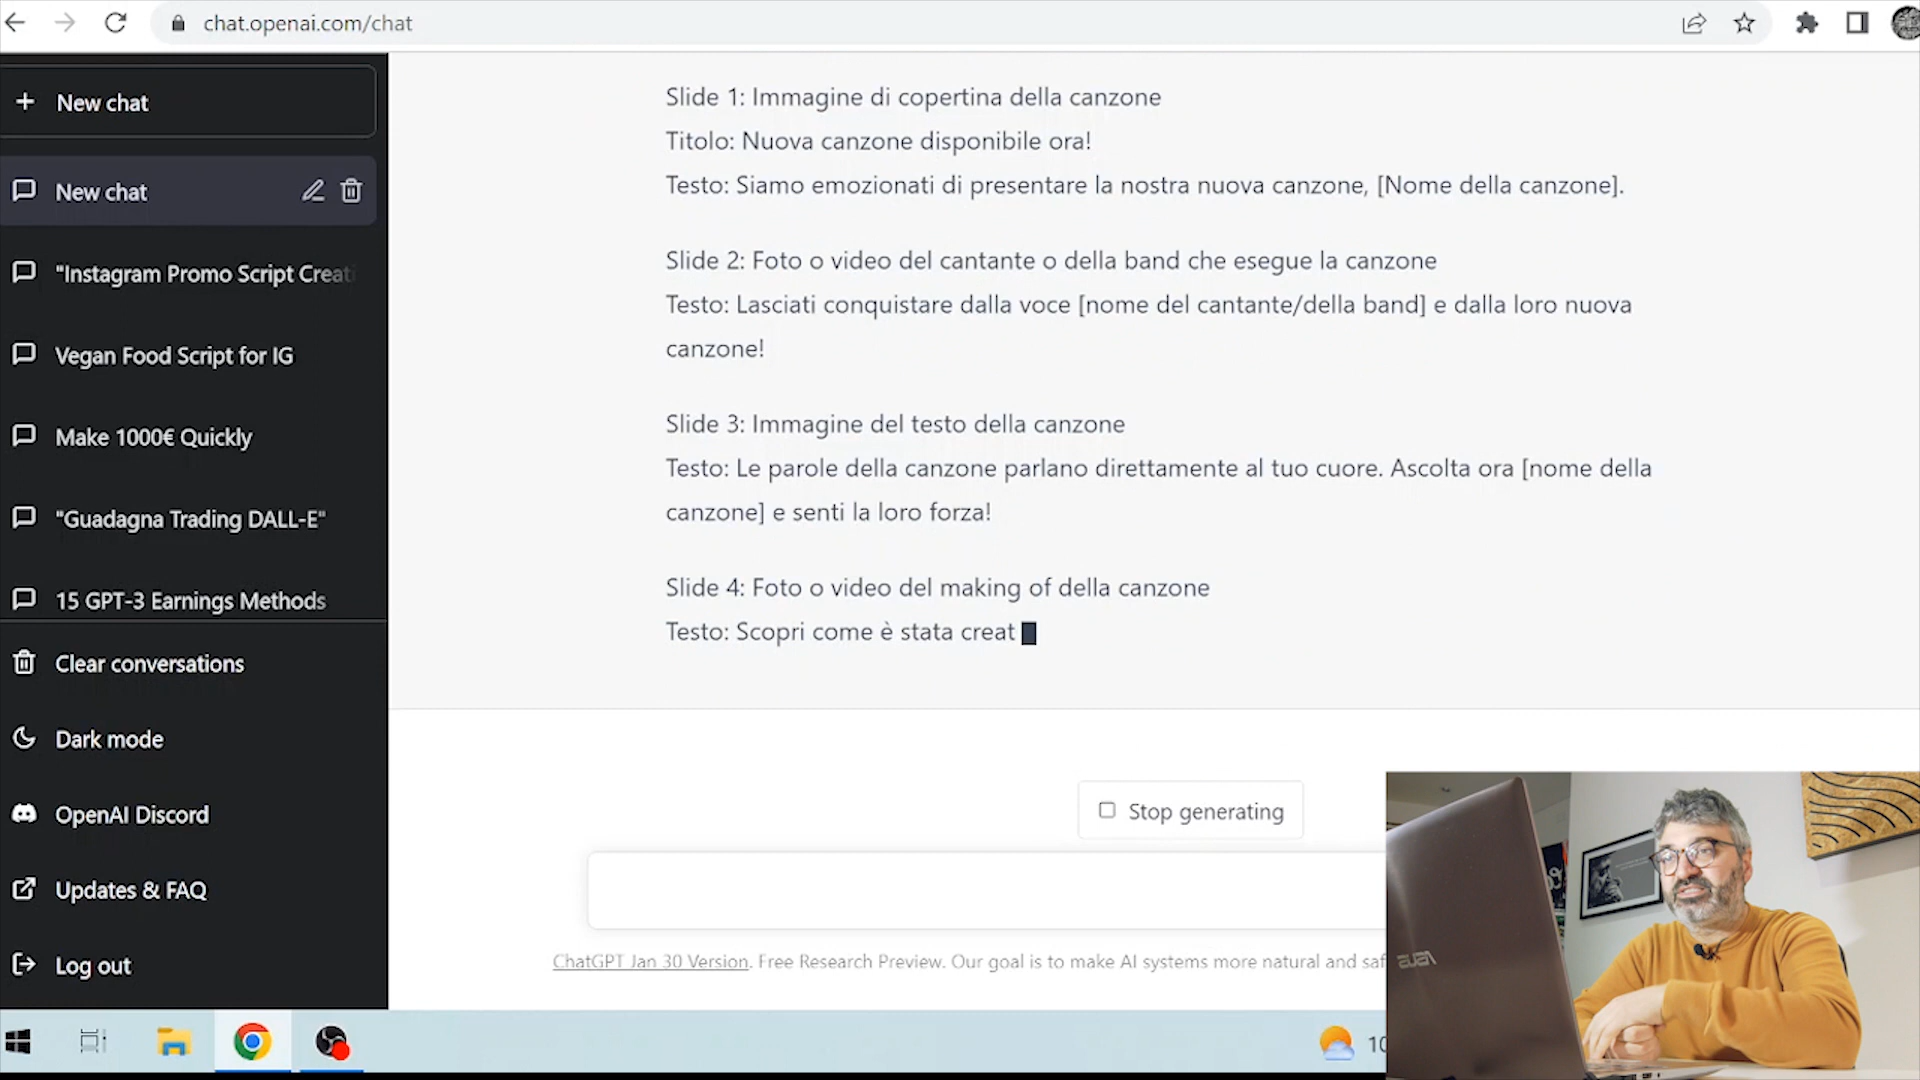 chat.openai.com/chat
New chat
New chat
"Instagram Promo Script Creati
Vegan Food Script for IG
Make 1000€ Quickly
"Guadagna Trading DALL-E"
15 GPT-3 Earnings Methods
Clear conversations
Dark mode
OpenAI Discord
Updates & FAQ
Log out
Slide 1: Immagine di copertina della canzone
Titolo: Nuova canzone disponibile ora!
Testo: Siamo emozionati di presentare la nostra nuova canzone, [Nome della canzone].
Slide 2: Foto o video del cantante o della band che esegue la canzone
Testo: Lasciati conquistare dalla voce [nome del cantante/della band] e dalla loro nuova
canzone!
Slide 3: Immagine del testo della canzone
Testo: Le parole della canzone parlano direttamente al tuo cuore. Ascolta ora [nome della
canzone] e senti la loro forza!
Slide 4: Foto o video del making of della canzone
Testo: Scopri come è stata creat
Stop generating
ChatGPT Jan 30 Version. Free Research Preview. Our goal is to make AI systems more natural and saf
10
ASUS